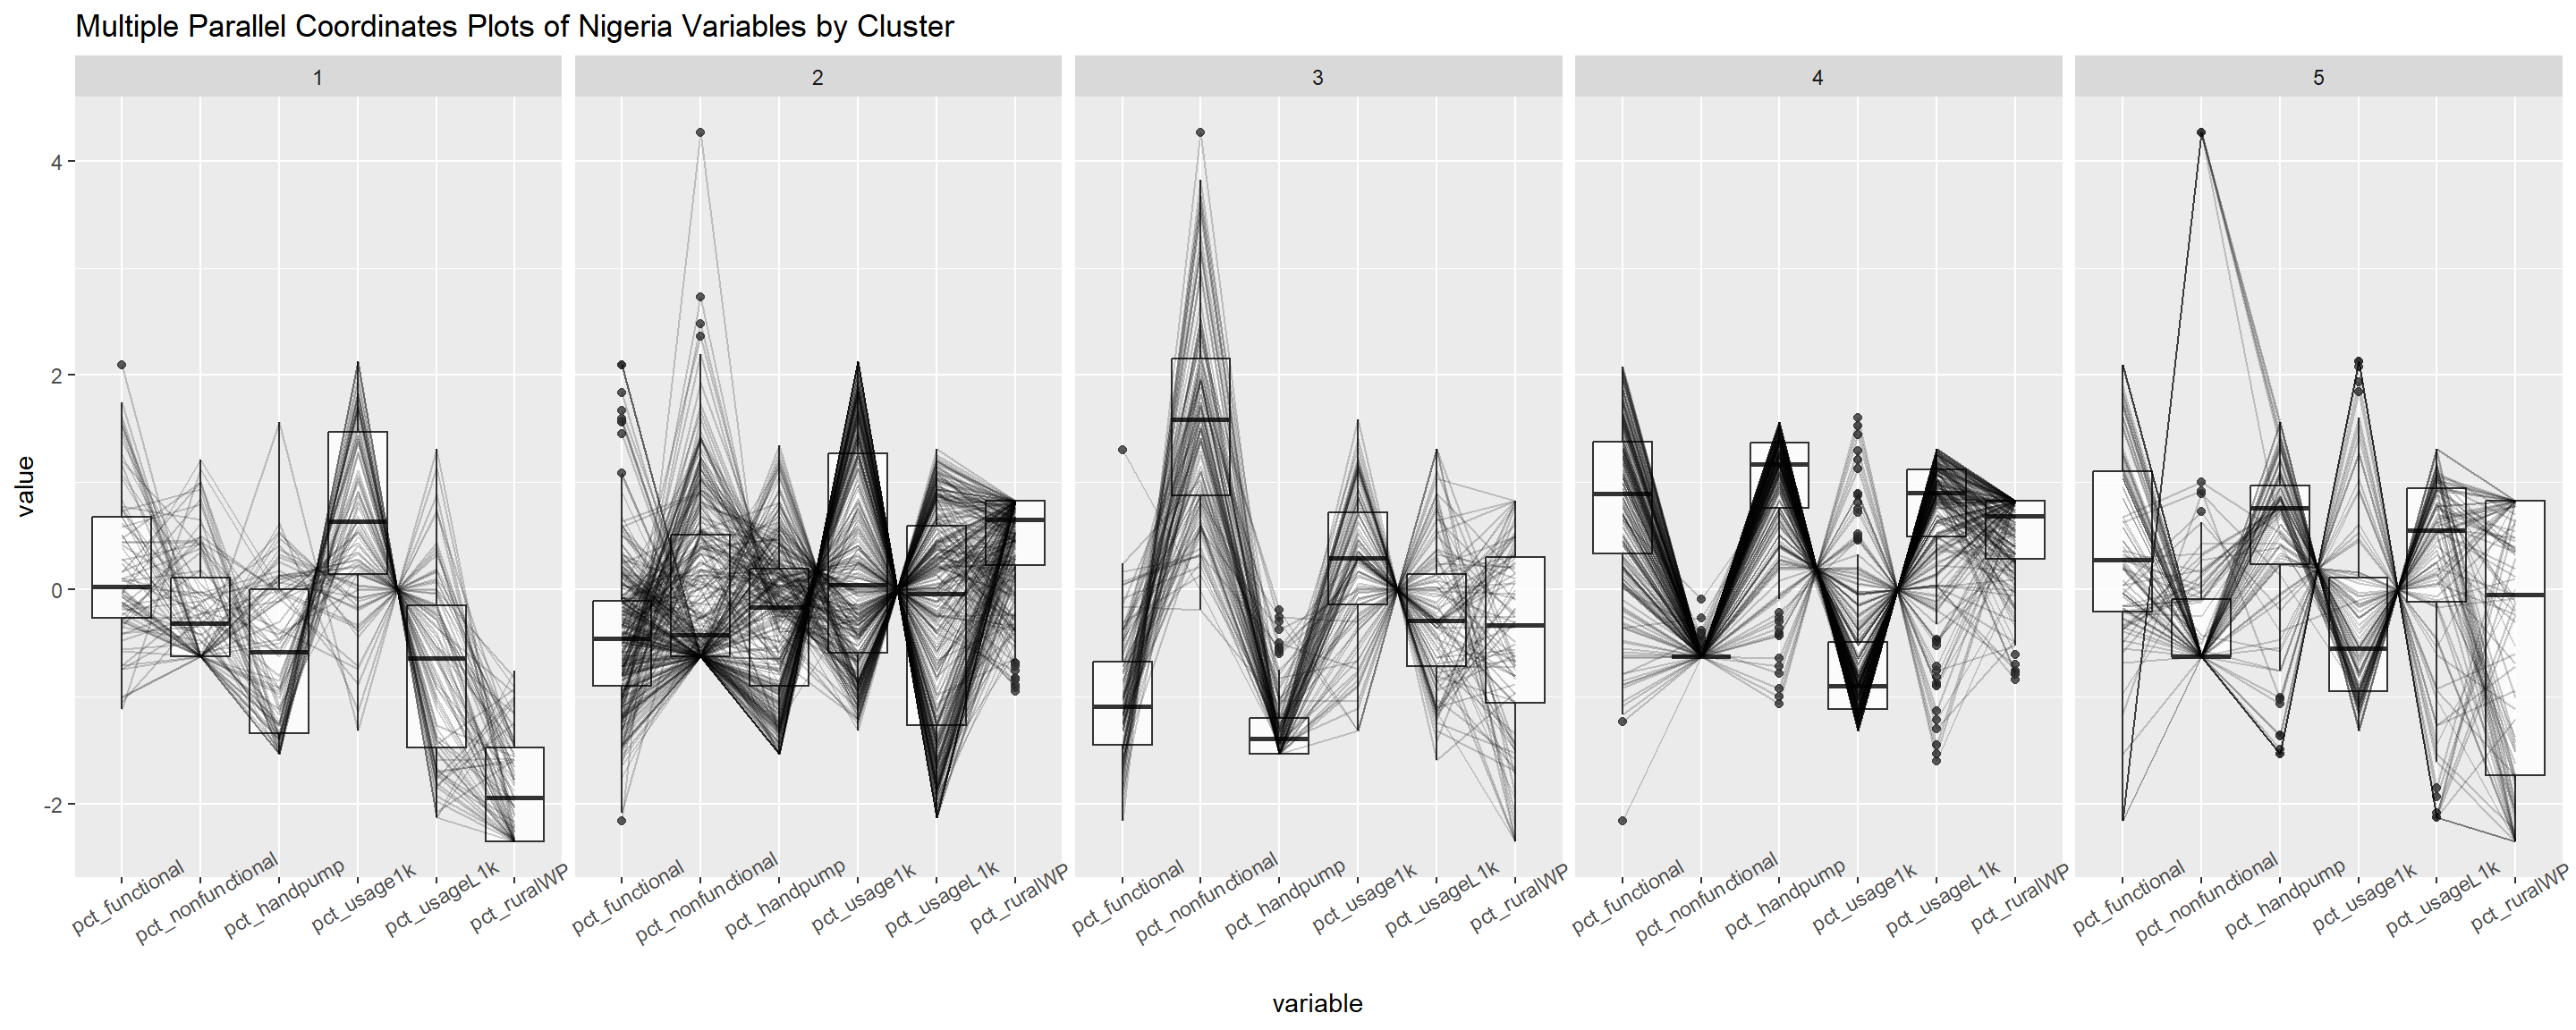 Multiple Parallel Coordinates Plots of Nigeria Variables by Cluster
1 2 3 4 5
4
2
0
-2
value
pct_functional pct_nonfunctional pct_handpump pct_usage1k pct_usageL1k pct_ruralWP
pct_functional pct_nonfunctional pct_handpump pct_usage1k pct_usageL1k pct_ruralWP
pct_functional pct_nonfunctional pct_handpump pct_usage1k pct_usageL1k pct_ruralWP
pct_functional pct_nonfunctional pct_handpump pct_usage1k pct_usageL1k pct_ruralWP
pct_functional pct_nonfunctional pct_handpump pct_usage1k pct_usageL1k pct_ruralWP
variable